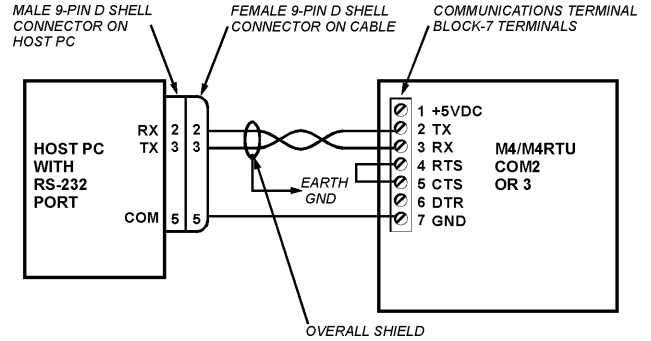 MALE 9-PIN D SHELL
CONNECTOR ON
HOST PC
FEMALE 9-PIN D SHELL
CONNECTOR ON CABLE
COMMUNICATIONS TERMINAL
BLOCK-7 TERMINALS
HOST PC
WITH
RS-232
PORT
RX 2 2
TX 3 3
COM 5 5
EARTH
GND
1 +5VDC
2 TX
3 RX
4 RTS
5 CTS
6 DTR
7 GND
M4/M4RTU
COM2
OR 3
OVERALL SHIELD